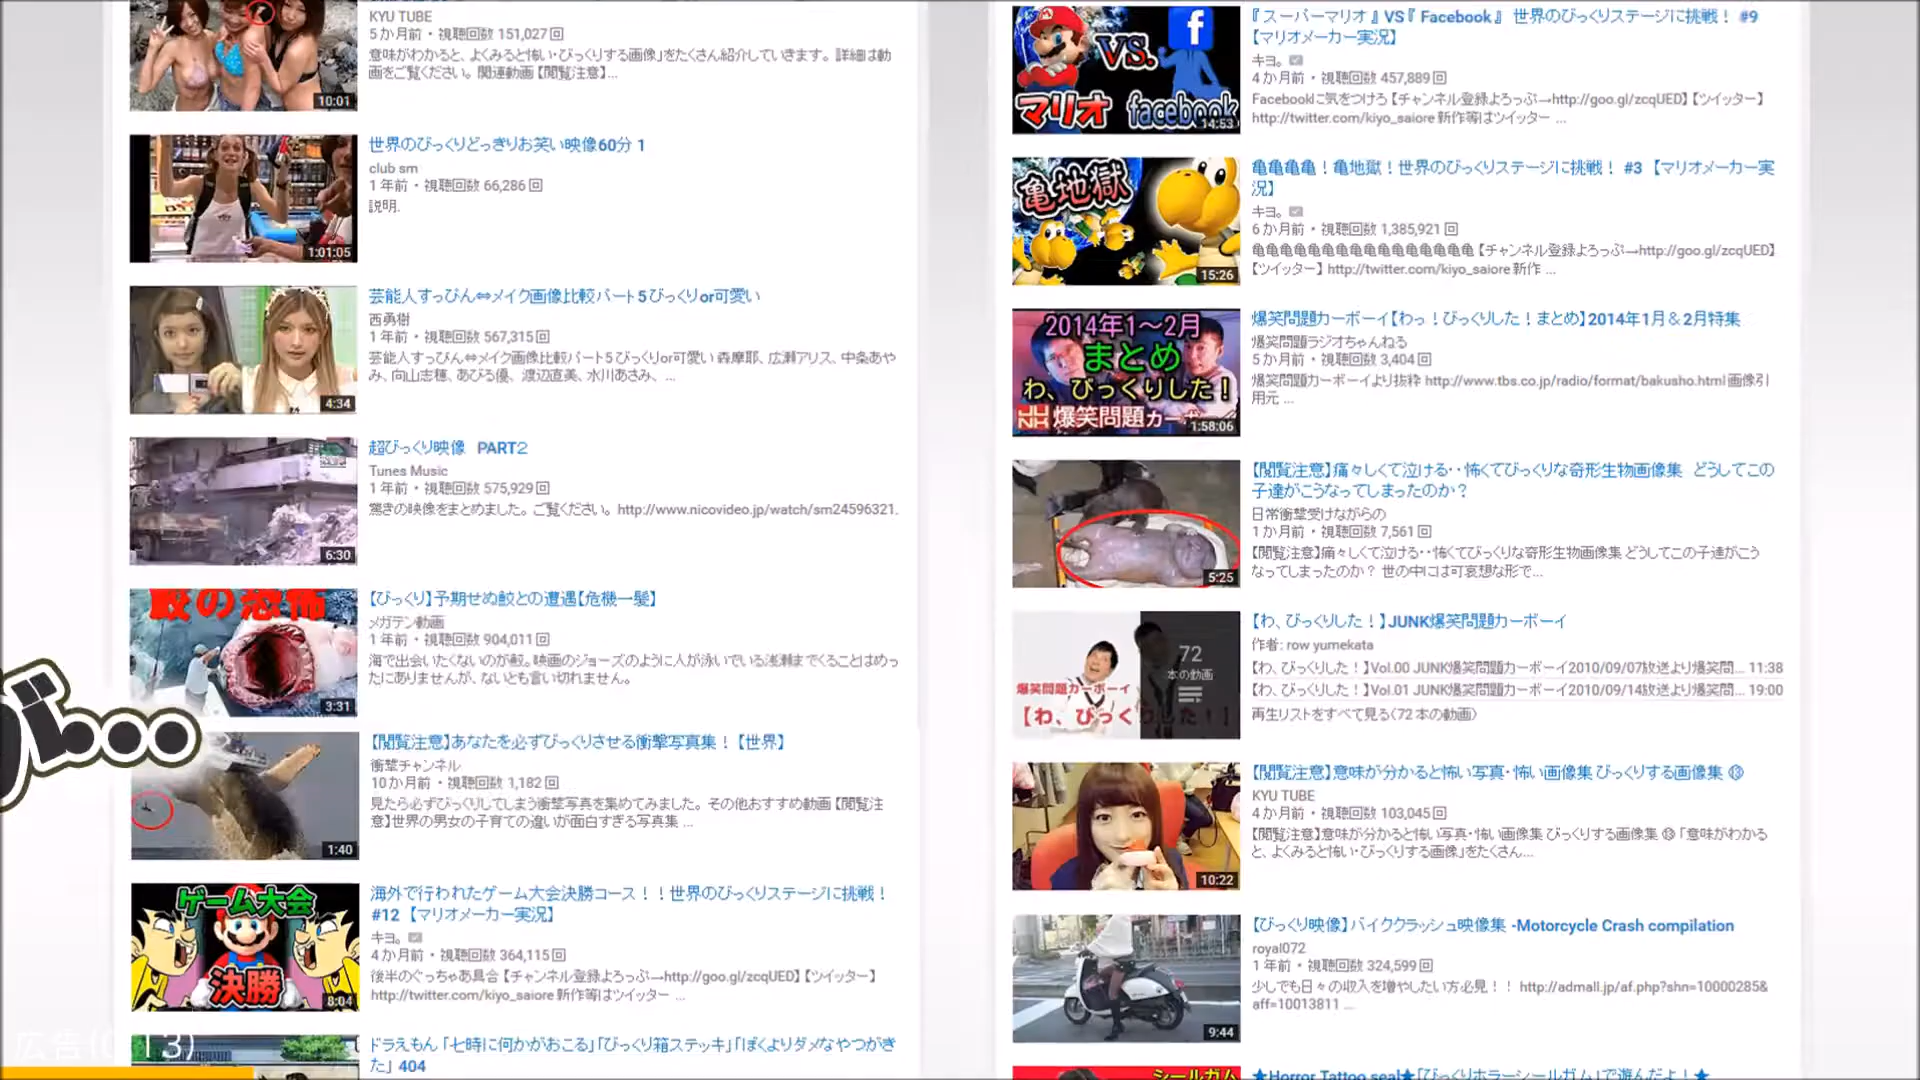 KYU TUBE
5 か月前・視聴回数 151,027 回
意味がわかると、よくみると怖い・びっくりする画像」をたくさん紹介していきます。詳細は動
画をご覧ください。関連動画【閲覧注意】...
10:01
世界のびっくりどっきりお笑い映像60分 1
club sm
1 年前・視聴回数 66,286 回
説明.
1:01:05
芸能人すっぴん⇔メイク画像比較パート5 びっくりor可愛い
西勇樹
1 年前・視聴回数 567,315 回
芸能人すっぴん⇔メイク画像比較パート5 びっくりor可愛い 森摩耶、広瀬アリス、中条あや
み、向山志穂、あびる優、渡辺直美、水川あさみ、...
4:34
超びっくり映像 PART2
Tunes Music
1 年前・視聴回数 575,929 回
驚きの映像をまとめました。ご覧ください。 http://www.nicovideo.jp/watch/sm24596321.
6:30
鮫の恐怖
【びっくり】予期せぬ鮫との遭遇【危機一髪】
メガテン動画
1 年前・視聴回数 904,011 回
海で出会いたくないのが鮫。映画のジョーズのように人が泳いでいる浅瀬までくることはめっ
たにありませんが、ないとも言い切れません。
3:31
【閲覧注意】あなたを必ずびっくりさせる衝撃写真集！【世界】
衝撃チャンネル
10 か月前・視聴回数 1,182 回
見たら必ずびっくりしてしまう衝撃写真を集めてみました。その他おすすめ動画【閲覧注
意】世界の男女の子育ての違いが面白すぎる写真集 ...
1:40
ゲーム大会
決勝
8:04
海外で行われたゲーム大会決勝コース！！世界のびっくりステージに挑戦！
#12 【マリオメーカー実況】
キヨ。
4 か月前・視聴回数 364,115 回
後半のぐっちゃあ具合【チャンネル登録よろっぷ→http://goo.gl/zcqUED】【ツイッター】
http://twitter.com/kiyo_saiore 新作等はツイッター ...
ドラえもん「七時に何かがおこる」「びっくり箱ステッキ」「ぼくよりダメなやつがき
た」 404
広告 (0:13)
マリオ VS. facebook
14:53
『スーパーマリオ』VS『Facebook』 世界のびっくりステージに挑戦！ #9
【マリオメーカー実況】
キヨ。
4 か月前・視聴回数 457,889 回
Facebookに気をつけろ【チャンネル登録よろっぷ→http://goo.gl/zcqUED】【ツイッター】
http://twitter.com/kiyo_saiore 新作等はツイッター ...
亀地獄
15:26
亀亀亀亀！亀地獄！世界のびっくりステージに挑戦！ #3 【マリオメーカー実
況】
キヨ。
6 か月前・視聴回数 1,385,921 回
亀亀亀亀亀亀亀亀亀亀亀亀亀亀亀亀【チャンネル登録よろっぷ→http://goo.gl/zcqUED】
【ツイッター】 http://twitter.com/kiyo_saiore 新作 ...
2014年1～2月
まとめ
わ、びっくりした！
JUNK 爆笑問題カーボーイ
1:58:06
爆笑問題カーボーイ【わっ！びっくりした！まとめ】2014年1月＆2月特集
爆笑問題ラジオちゃんねる
5 か月前・視聴回数 3,404 回
爆笑問題カーボーイより抜粋 http://www.tbs.co.jp/radio/format/bakusho.html 画像引
用元 ...
5:25
【閲覧注意】痛々しくて泣ける・・怖くてびっくりな奇形生物画像集 どうしてこの
子達がこうなってしまったのか？
日常衝撃受けながらの
1 か月前・視聴回数 7,561 回
【閲覧注意】痛々しくて泣ける・・怖くてびっくりな奇形生物画像集 どうしてこの子達がこう
なってしまったのか？ 世の中には可哀想な形で...
爆笑問題カーボーイ
【わ、びっくりした！】
72
本の動画
【わ、びっくりした！】JUNK爆笑問題カーボーイ
作者: row yumekata
【わ、びっくりした！】Vol.00 JUNK爆笑問題カーボーイ2010/09/07放送より爆笑問... 11:38
【わ、びっくりした！】Vol.01 JUNK爆笑問題カーボーイ2010/09/14放送より爆笑問... 19:00
再生リストをすべて見る（72 本の動画）
10:22
【閲覧注意】意味が分かると怖い写真・怖い画像集 びっくりする画像集 ⑬
KYU TUBE
4 か月前・視聴回数 103,045 回
【閲覧注意】意味が分かると怖い写真・怖い画像集 びっくりする画像集 ⑬ 「意味がわかる
と、よくみると怖い・びっくりする画像」をたくさん...
9:44
【びっくり映像】バイククラッシュ映像集 -Motorcycle Crash compilation
royal072
1 年前・視聴回数 324,599 回
少しでも日々の収入を増やしたい方必見！！ http://admall.jp/af.php?shn=10000285&
aff=10013811 ...
シールガム
★Horror Tattoo seal★「びっくりホラーシールガム」で遊んだよ！★